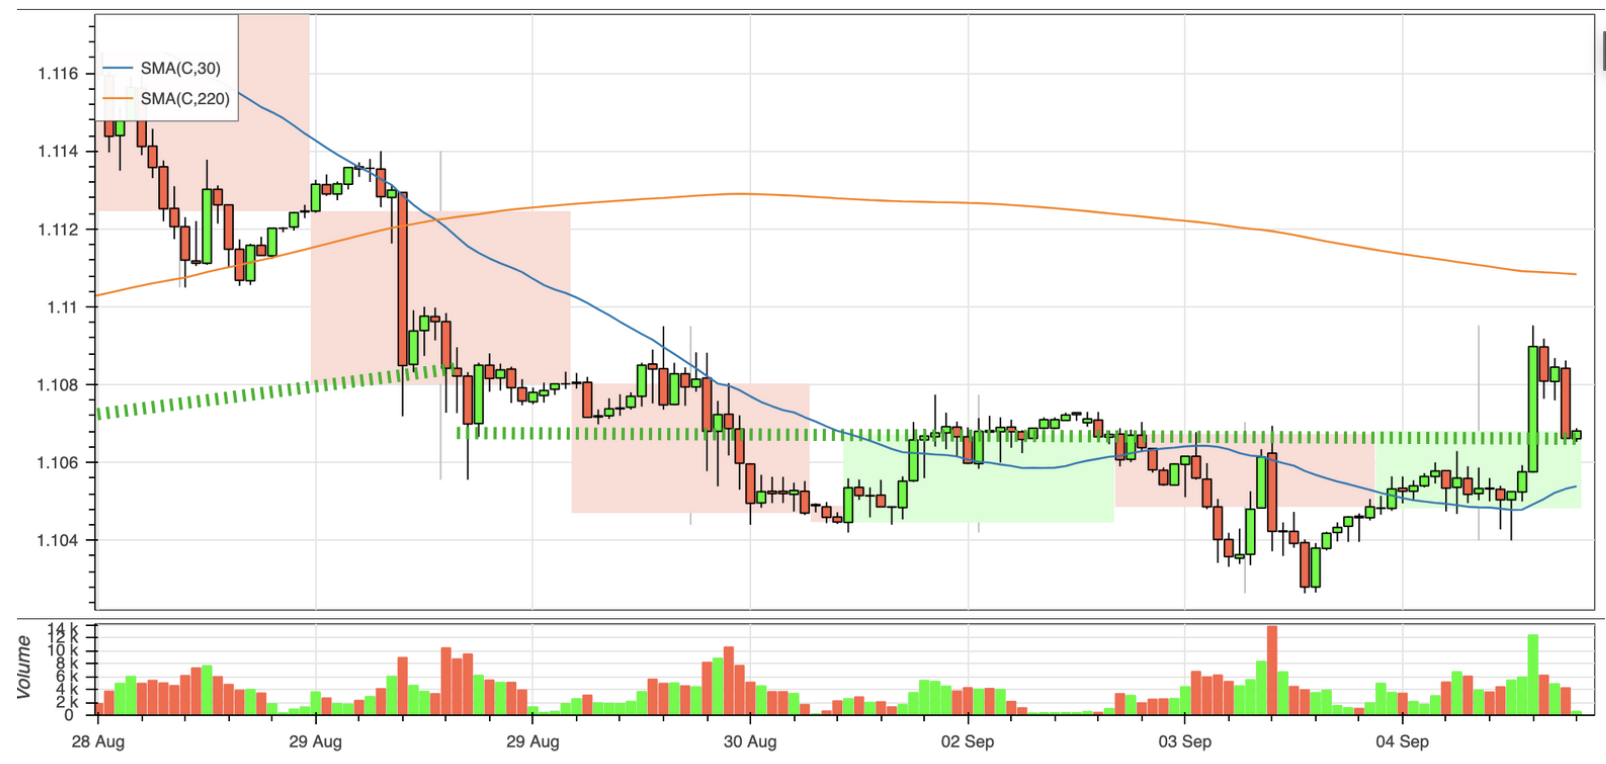 SMA(C,30)
SMA(C,220)
1.116
1.114
1.112
1.11
1.108
1.106
1.104
Volume
14 k
12 k
10 k
8 k
6 k
4 k
2 k
0
28 Aug 29 Aug 29 Aug 30 Aug 02 Sep 03 Sep 04 Sep